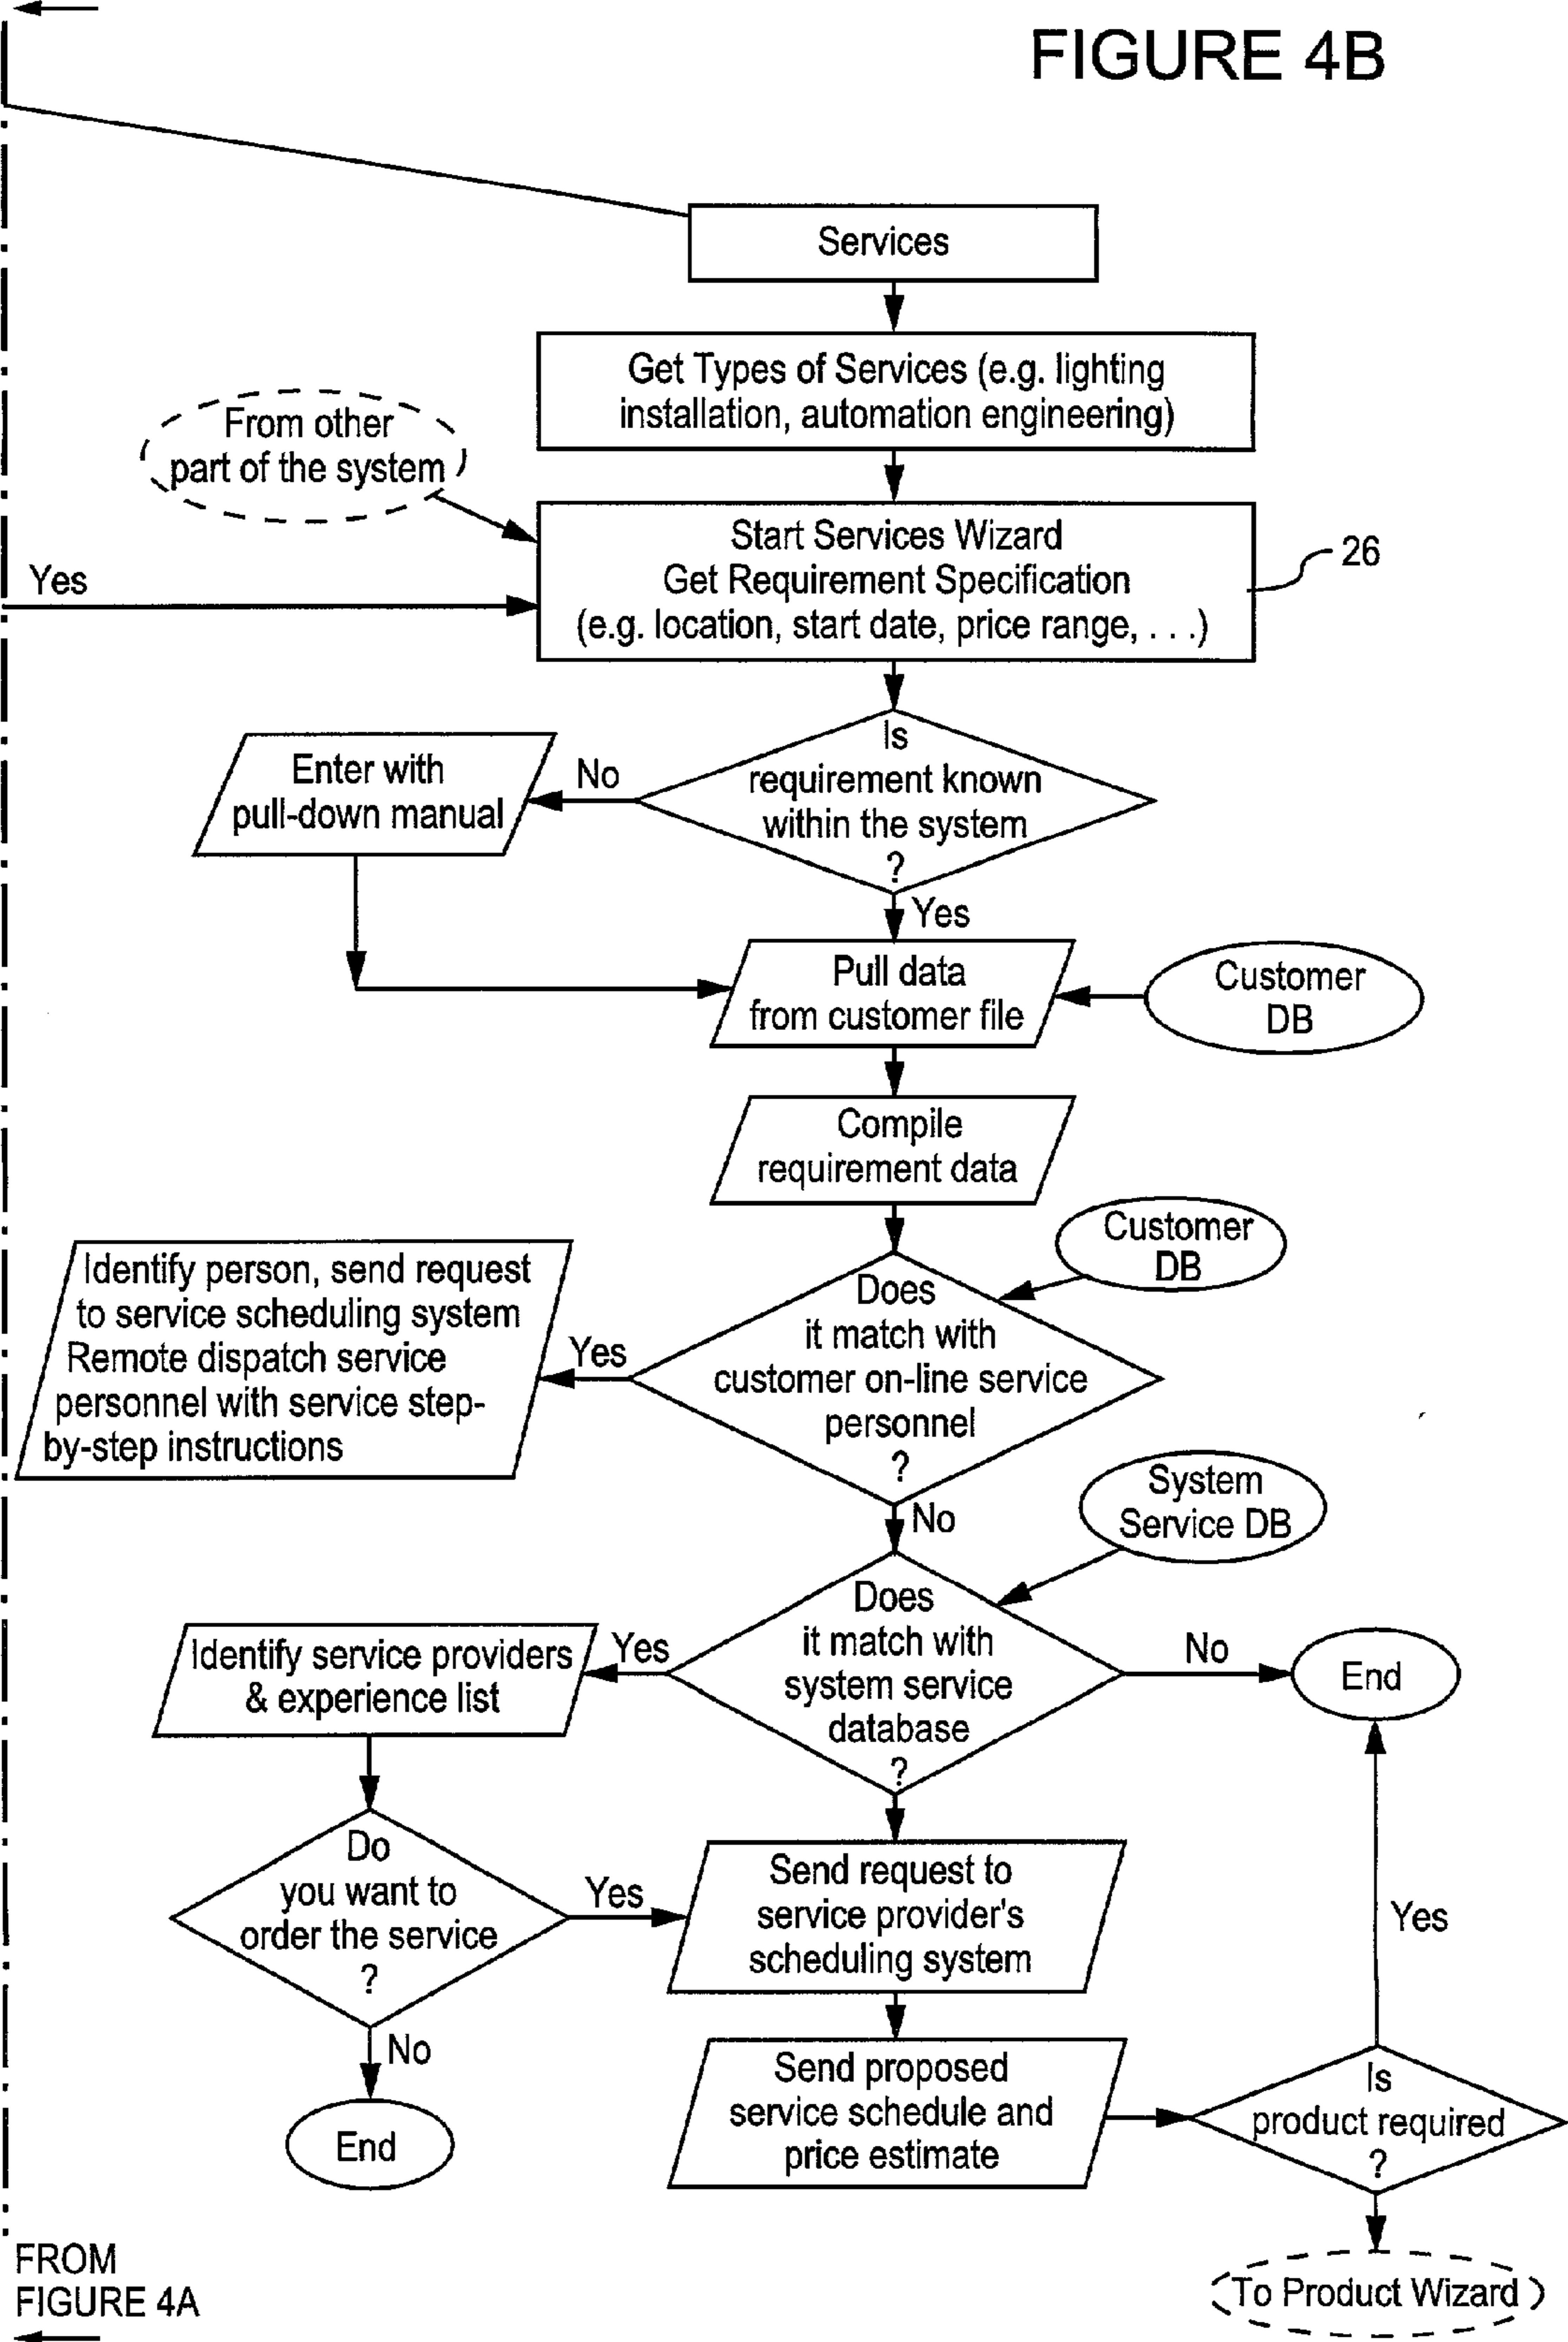 FIGURE 4B
Services
Get Types of Services (e.g. lighting
installation, automation engineering)
From other
part of the system
Start Services Wizard
Get Requirement Specification
(e.g. location, start date, price range, . . .)
26
Yes
Is
requirement known
within the system
?
No
Enter with
pull-down manual
Yes
Pull data
from customer file
Customer
DB
Compile
requirement data
Customer
DB
Does
it match with
customer on-line service
personnel
?
Yes
Identify person, send request
to service scheduling system
Remote dispatch service
personnel with service step-
by-step instructions
No
System
Service DB
Does
it match with
system service
database
?
No
End
Yes
Identify service providers
& experience list
Do
you want to
order the service
?
Yes
Send request to
service provider's
scheduling system
Yes
No
End
Send proposed
service schedule and
price estimate
Is
product required
?
To Product Wizard
FROM
FIGURE 4A